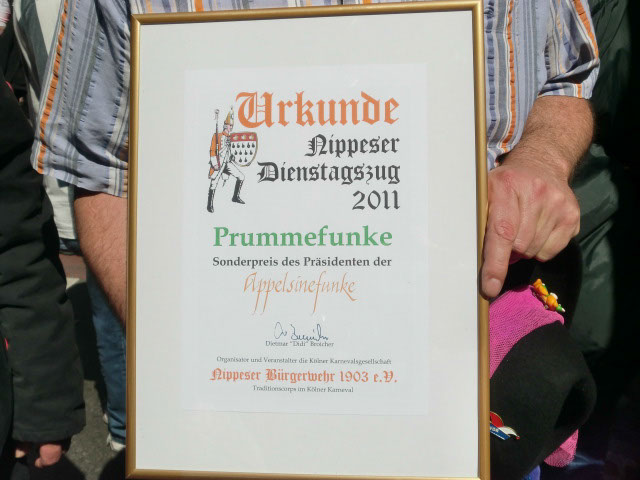 Urkunde
Nippeser
Dienstagszug
2011
Prummefunke
Sonderpreis des Präsidenten der
Appelsinefunke
Dietmar "Didi" Broicher
Organisator und Veranstalter die Kölner Karnevalsgesellschaft
Nippeser Bürgerwehr 1903 e.V.
Traditionscorps im Kölner Karneval